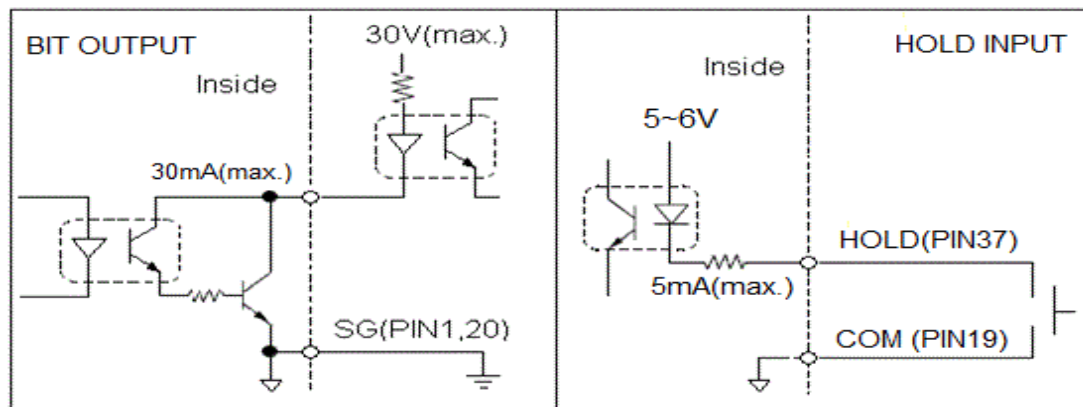 BIT OUTPUT
Inside
30V(max.)
30mA(max.)
SG(PIN1,20)
HOLD INPUT
Inside
5~6V
HOLD(PIN37)
5mA(max.)
COM (PIN19)